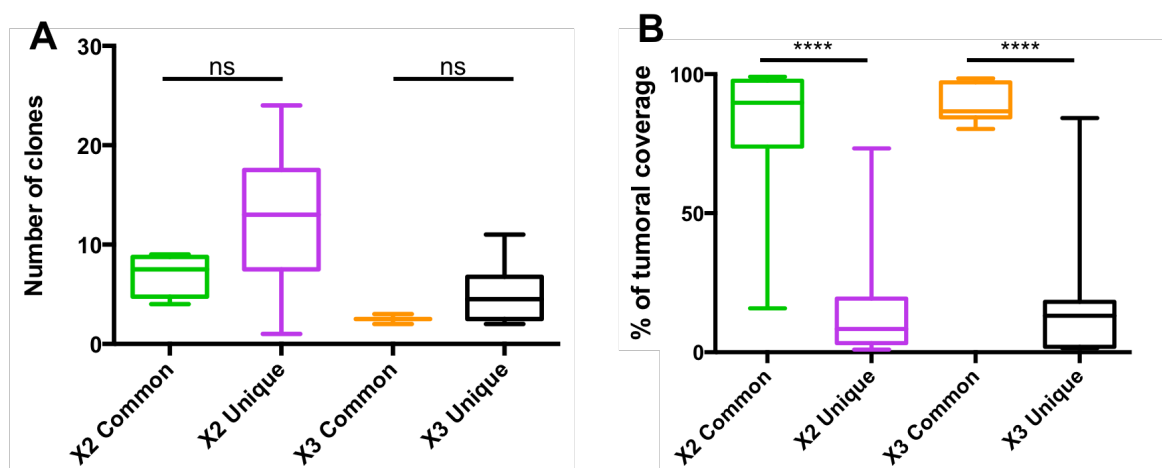 A
Number of clones
30
20
10
0
ns
ns
X2 Common
X2 Unique
X3 Common
X3 Unique
B
% of tumoral coverage
100
50
0
****
****
X2 Common
X2 Unique
X3 Common
X3 Unique